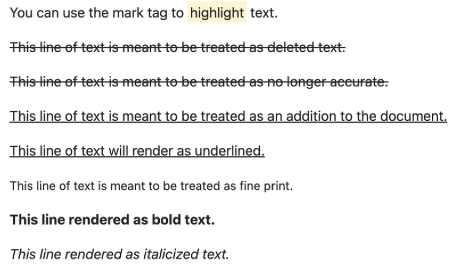 You can use the mark tag to highlight text.
This line of text is meant to be treated as deleted text.
This line of text is meant to be treated as no longer accurate.
This line of text is meant to be treated as an addition to the document.
This line of text will render as underlined.
This line of text is meant to be treated as fine print.
This line rendered as bold text.
This line rendered as italicized text.